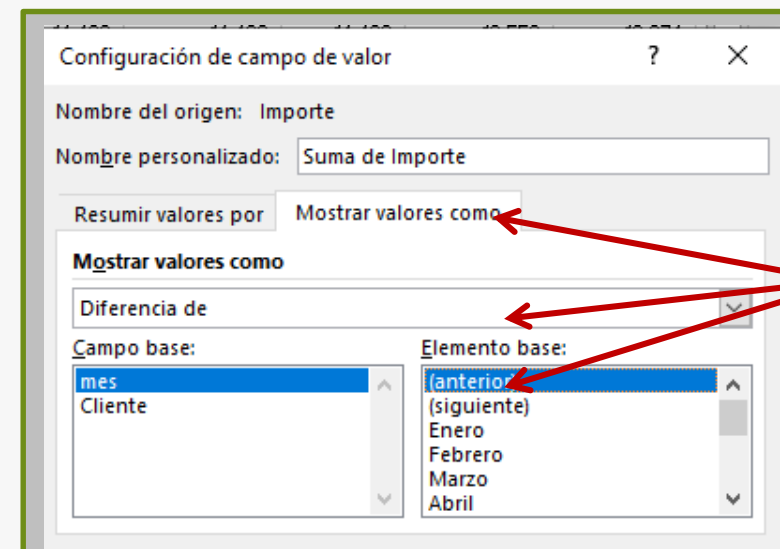 Configuración de campo de valor ? ×
Nombre del origen: Importe
Nombre personalizado: Suma de Importe
Resumir valores por Mostrar valores como
Mostrar valores como
Diferencia de
Campo base: Elemento base:
mes (anterior)
Cliente (siguiente)
Enero
Febrero
Marzo
Abril